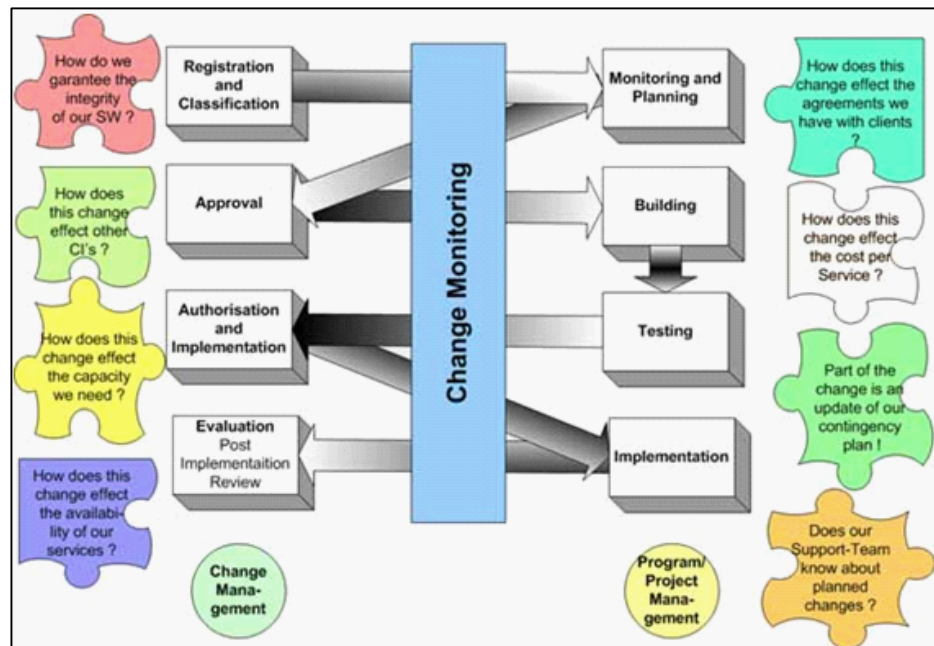 How do we
garantee the
integrity
of our SW ?
Registration
and
Classification
Monitoring and
Planning
How does this
change effect the
agreements we
have with clients
?
How does
this change
effect other
CI's ?
Approval
Change Monitoring
Building
How does this
change effect
the cost per
Service ?
How does this
change effect
the capacity
we need ?
Authorisation
and
Implementation
Testing
Part of the
change is an
update of our
contingency
plan !
How does this
change effect
the availabi-
lity of our
services ?
Evaluation
Post
Implementaition
Review
Implementation
Does our
Support-Team
know about
planned
changes ?
Change
Mana-
gement
Program/
Project
Mana-
gement